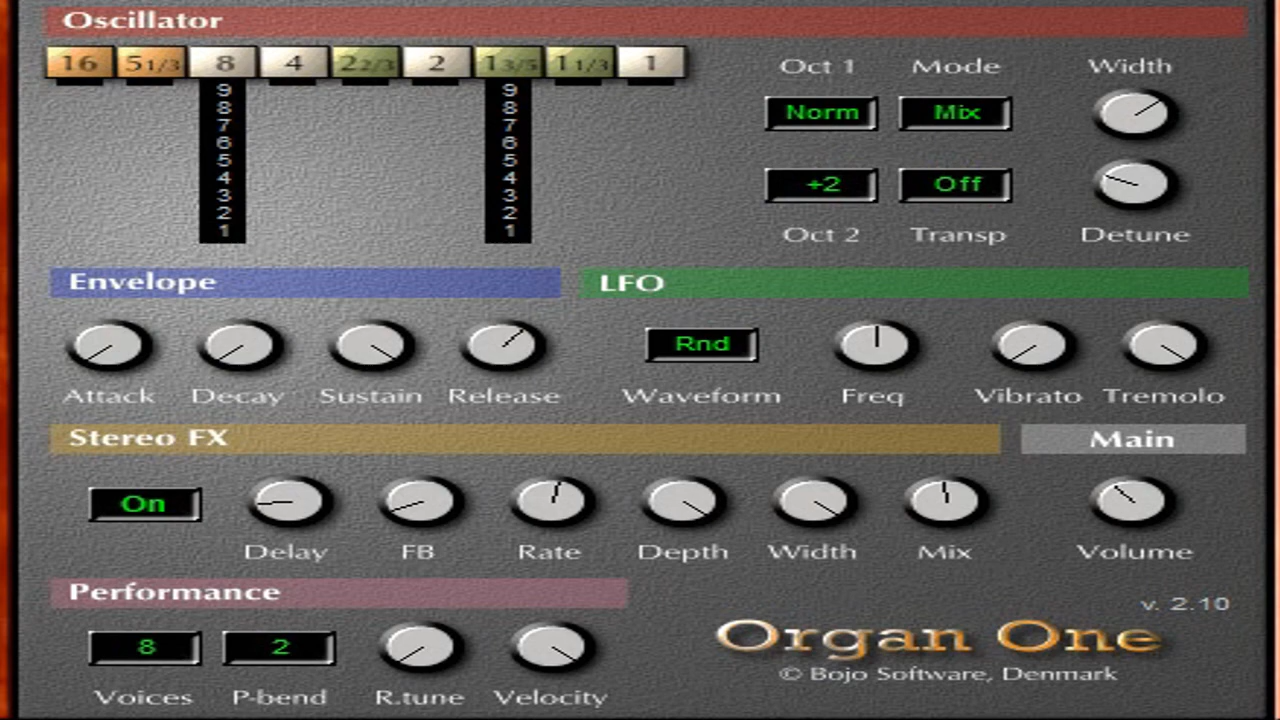 Oscillator
16 5 1/3 8 4 2 2/3 2 1 3/5 1 1/3 1
9 9
8 8
7 7
6 6
5 5
4 4
3 3
2 2
1 1
Oct 1 Mode Width
Norm Mix
+2 Off
Oct 2 Transp Detune
Envelope LFO
Rnd
Attack Decay Sustain Release Waveform Freq Vibrato Tremolo
Stereo FX Main
On
Delay FB Rate Depth Width Mix Volume
Performance
v. 2.10
8 2
Organ One
© Bojo Software, Denmark
Voices P-bend R.tune Velocity